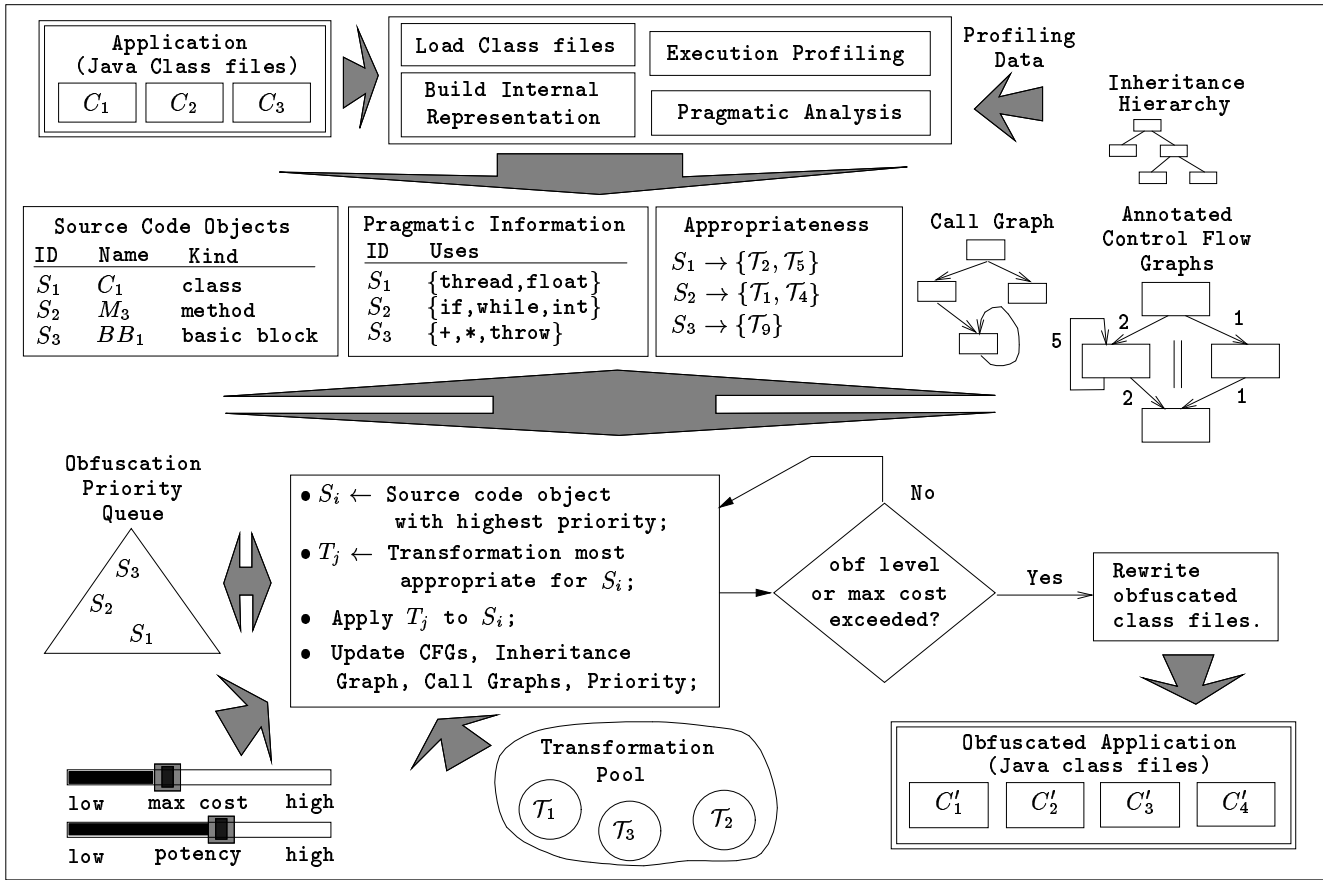 Application
(Java Class files)
C₁ C₂ C₃
Load Class files
Build Internal
Representation
Execution Profiling
Pragmatic Analysis
Profiling
Data
Inheritance
Hierarchy
Source Code Objects
ID Name Kind
S₁ C₁ class
S₂ M₃ method
S₃ BB₁ basic block
Pragmatic Information
ID Uses
S₁ {thread,float}
S₂ {if,while,int}
S₃ {+,*,throw}
Appropriateness
S₁ → {𝒯₂, 𝒯₅}
S₂ → {𝒯₁, 𝒯₄}
S₃ → {𝒯₉}
Call Graph
Annotated
Control Flow
Graphs
2 1
5
2 1
Obfuscation
Priority
Queue
S₃
S₂
S₁
• Sᵢ ← Source code object
with highest priority;
• Tⱼ ← Transformation most
appropriate for Sᵢ;
• Apply Tⱼ to Sᵢ;
• Update CFGs, Inheritance
Graph, Call Graphs, Priority;
No
obf level
or max cost
exceeded?
Yes
Rewrite
obfuscated
class files.
low max cost high
low potency high
Transformation
Pool
𝒯₁ 𝒯₃ 𝒯₂
Obfuscated Application
(Java class files)
C′₁ C′₂ C′₃ C′₄